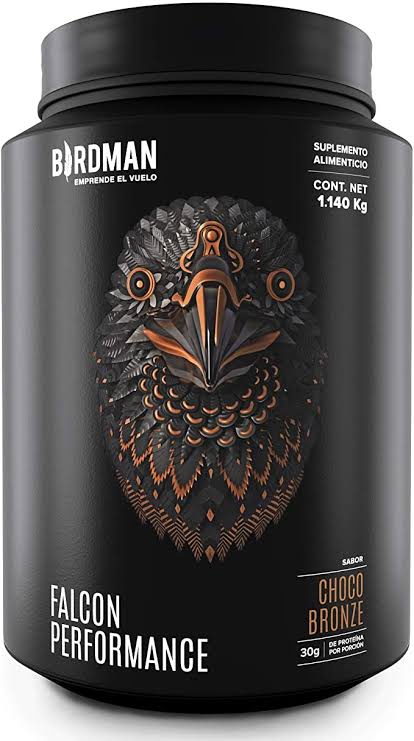 BIRDMAN
EMPRENDE EL VUELO
SUPLEMENTO
ALIMENTICIO
CONT. NET
1.140 Kg
FALCON
PERFORMANCE
SABOR
CHOCO
BRONZE
30g DE PROTEÍNA
POR PORCIÓN